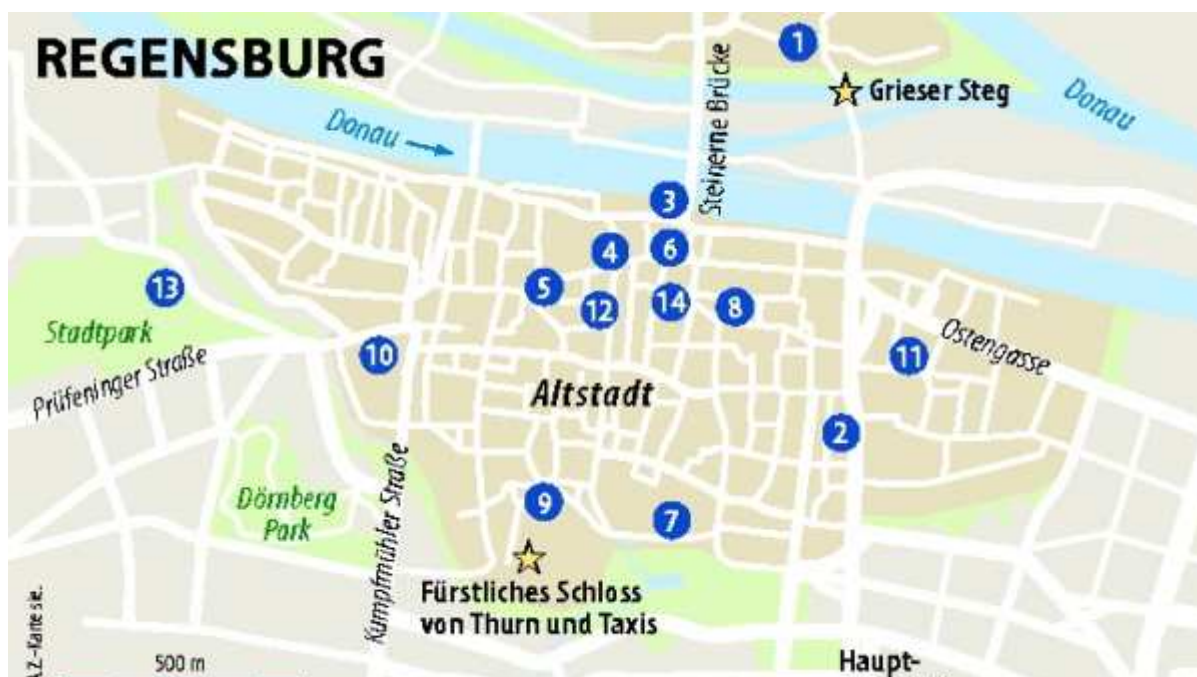 REGENSBURG
1
Grieser Steg
Donau
Donau
Steinerne Brücke
3
4
6
13
5
12
14
8
Stadtpark
Prüfeninger Straße
10
Ostengasse
11
Altstadt
2
Dörnberg
Park
Kumpfmühler Straße
9
7
Fürstliches Schloss
von Thurn und Taxis
500 m
Haupt-